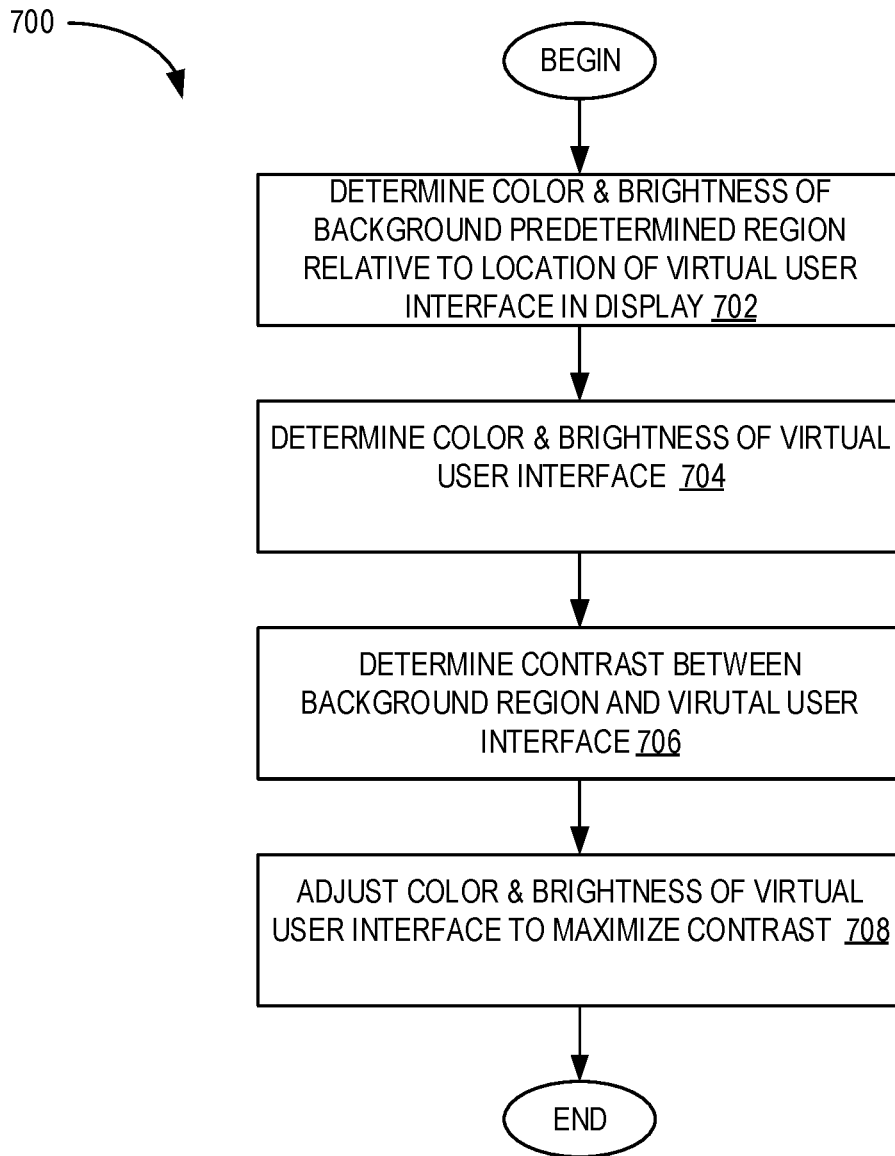 700
BEGIN
DETERMINE COLOR & BRIGHTNESS OF
BACKGROUND PREDETERMINED REGION
RELATIVE TO LOCATION OF VIRTUAL USER
INTERFACE IN DISPLAY 702
DETERMINE COLOR & BRIGHTNESS OF VIRTUAL
USER INTERFACE 704
DETERMINE CONTRAST BETWEEN
BACKGROUND REGION AND VIRUTAL USER
INTERFACE 706
ADJUST COLOR & BRIGHTNESS OF VIRTUAL
USER INTERFACE TO MAXIMIZE CONTRAST 708
END